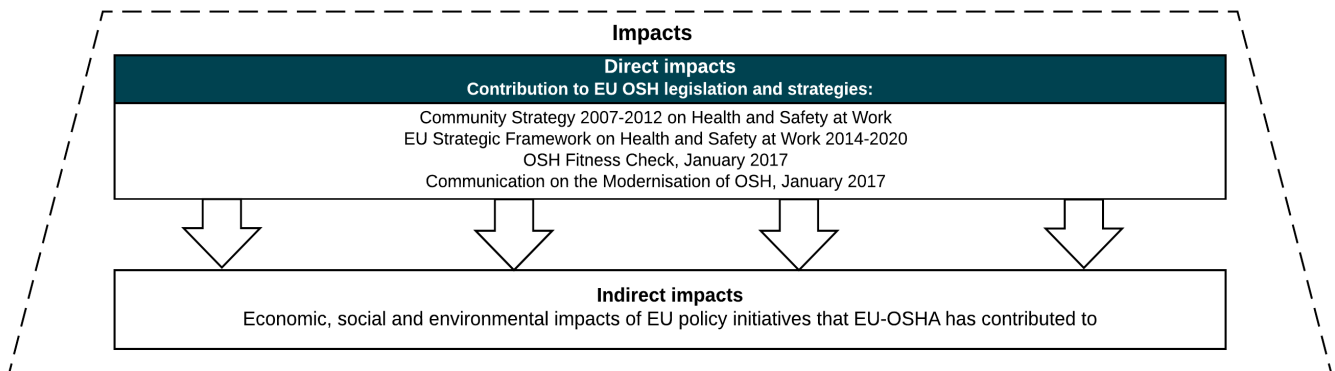 Impacts
Direct impacts
Contribution to EU OSH legislation and strategies:
Community Strategy 2007-2012 on Health and Safety at Work
EU Strategic Framework on Health and Safety at Work 2014-2020
OSH Fitness Check, January 2017
Communication on the Modernisation of OSH, January 2017
Indirect impacts
Economic, social and environmental impacts of EU policy initiatives that EU-OSHA has contributed to